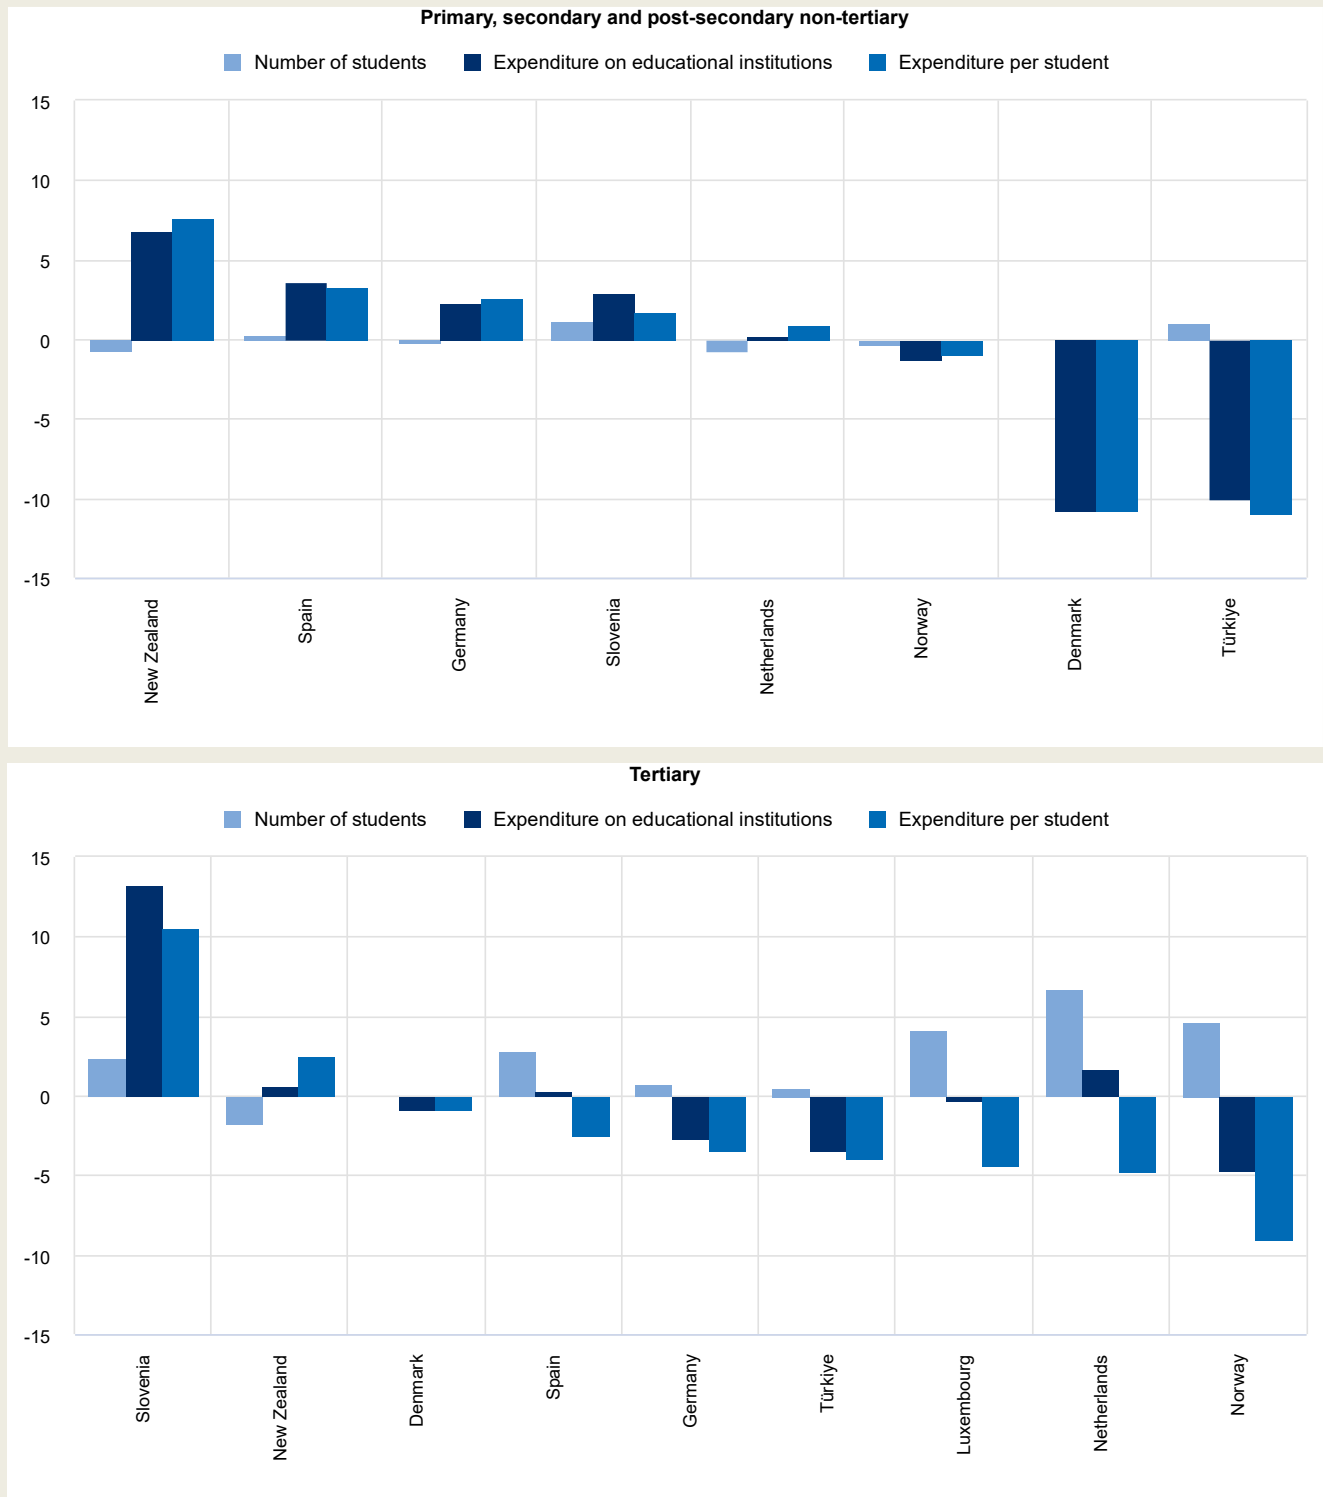 Primary, secondary and post-secondary non-tertiary
Number of students Expenditure on educational institutions Expenditure per student
15
10
5
0
-5
-10
-15
New Zealand
Spain
Germany
Slovenia
Netherlands
Norway
Denmark
Türkiye
Tertiary
Number of students Expenditure on educational institutions Expenditure per student
15
10
5
0
-5
-10
-15
Slovenia
New Zealand
Denmark
Spain
Germany
Türkiye
Luxembourg
Netherlands
Norway